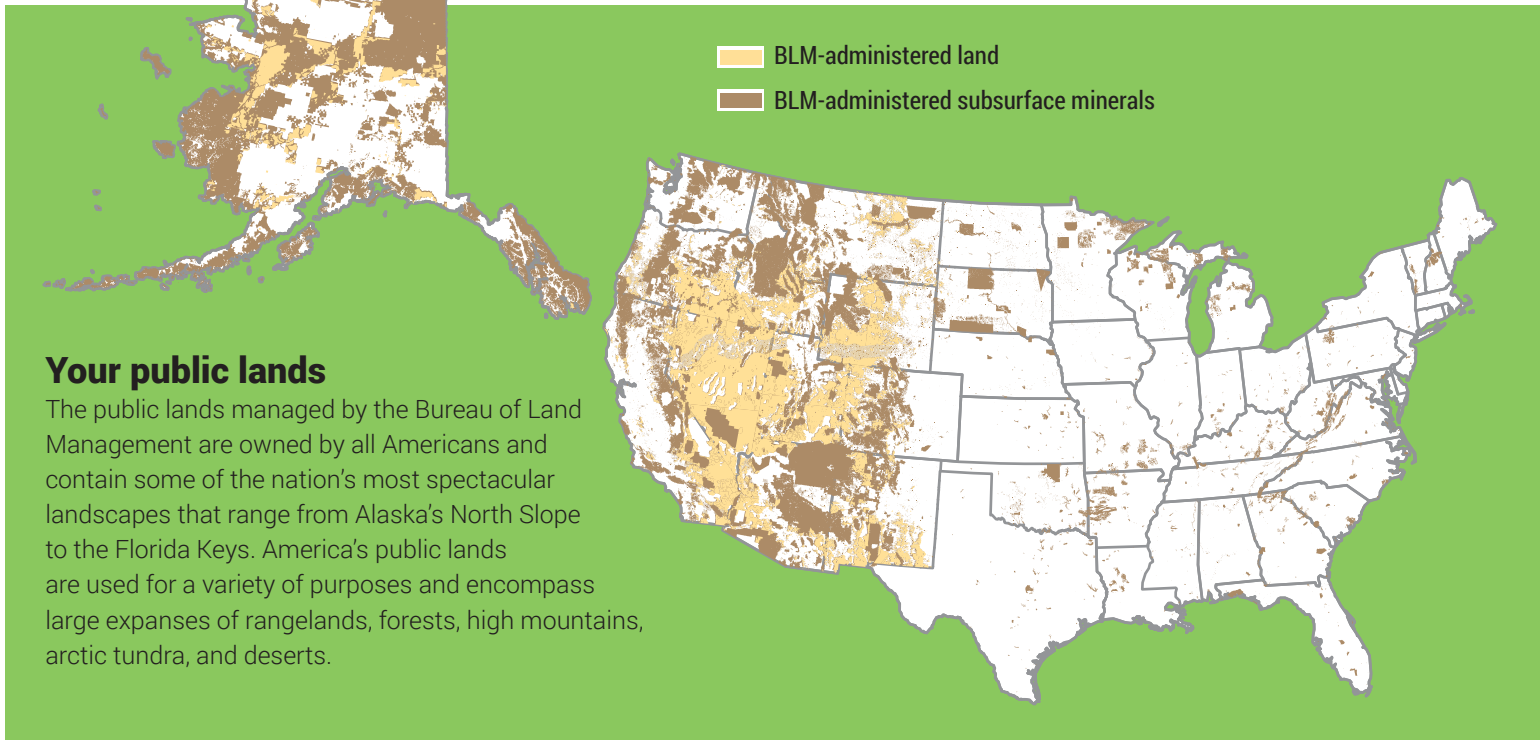 BLM-administered land
BLM-administered subsurface minerals
Your public lands
The public lands managed by the Bureau of Land
Management are owned by all Americans and
contain some of the nation’s most spectacular
landscapes that range from Alaska’s North Slope
to the Florida Keys. America’s public lands
are used for a variety of purposes and encompass
large expanses of rangelands, forests, high mountains,
arctic tundra, and deserts.